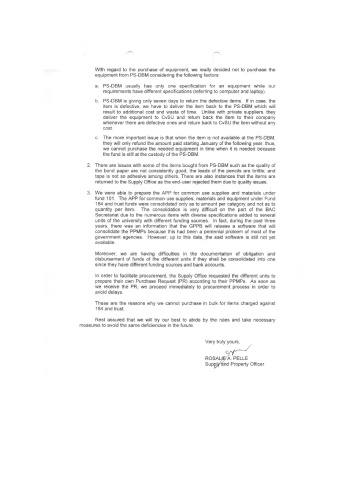 With regard to the purchase of equipment, we really decided not to purchase the
equipment from PS-DBM considering the following factors:
a. PS-DBM usually has only one specification for an equipment while our
requirements have different specifications (referring to computer and laptop).
b. PS-DBM is giving only seven days to return the defective items. If in case, the
item is defective, we have to deliver the item back to the PS-DBM which will
result to additional cost and waste of time. Unlike with private suppliers, they
deliver the equipment to CvSU and return back the item to their company
whenever there are defective ones and return back to CvSU the item without any
cost.
c. The more important issue is that when the item is not available at the PS-DBM,
they will only refund the amount paid starting January of the following year, thus,
we cannot purchase the needed equipment in time when it is needed because
the fund is still at the custody of the PS-DBM.
2. There are issues with some of the items bought from PS-DBM such as the quality of
the bond paper are not consistently good, the leads of the pencils are brittle, and
tape is not so adhesive among others. There are also instances that the items are
returned to the Supply Office as the end-user rejected them due to quality issues.
3. We were able to prepare the APP for common use supplies and materials under
fund 101. The APP for common use supplies, materials and equipment under Fund
164 and trust funds were consolidated only as to amount per category and not as to
quantity per item. The consolidation is very difficult on the part of the BAC
Secretariat due to the numerous items with diverse specifications added to several
units of the university with different funding sources. In fact, during the past three
years, there was an information that the GPPB will release a software that will
consolidate the PPMPs because this had been a perennial problem of most of the
government agencies. However, up to this date, the said software is still not yet
available.
Moreover, we are having difficulties in the documentation of obligation and
disbursement of funds of the different units if they shall be consolidated into one
since they have different funding sources and bank accounts.
In order to facilitate procurement, the Supply Office requested the different units to
prepare their own Purchase Request (PR) according to their PPMPs. As soon as
we receive the PR, we proceed immediately to procurement process in order to
avoid delays.
These are the reasons why we cannot purchase in bulk for items charged against
164 and trust.
Rest assured that we will try our best to abide by the rules and take necessary
measures to avoid the same deficiencies in the future.
Very truly yours,
ROSALIE A. PELLE
Supply and Property Officer